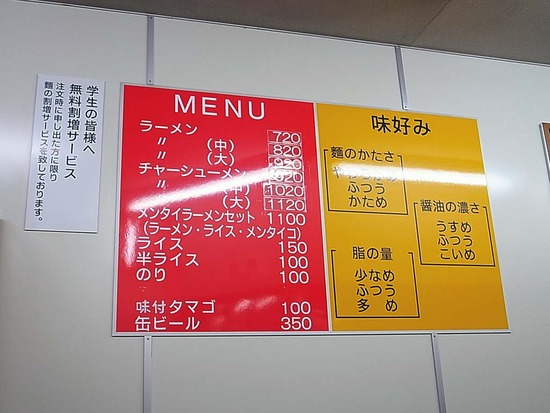 学生の皆様へ
無料割増サービス
注文時に申し出た方に限り
麺の割増サービスを致しております。
MENU
ラーメン 720
〃 (中) 820
〃 (大) 920
チャーシューメン 920
〃 (中) 1020
〃 (大) 1120
メンタイラーメンセット 1100
(ラーメン・ライス・メンタイコ)
ライス 150
半ライス 100
のり 100
味付タマゴ 100
缶ビール 350
味好み
麺のかたさ
やわらかめ
ふつう
かため
醤油の濃さ
うすめ
ふつう
こいめ
脂の量
少なめ
ふつう
多め